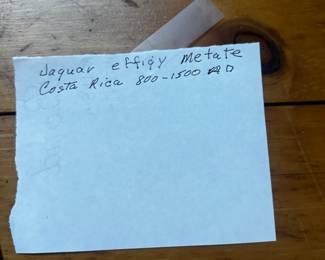 Jaguar effigy Metate
Costa Rica 800-1500 AD